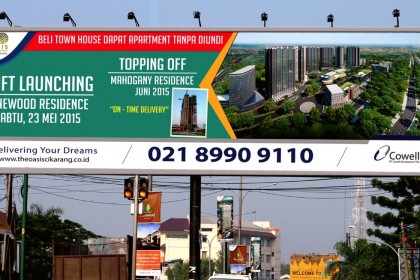 BELI TOWN HOUSE DAPAT APARTMENT TANPA DIUNDI
FT LAUNCHING
NEWOOD RESIDENCE
ABTU, 23 MEI 2015
TOPPING OFF
MAHOGANY RESIDENCE
JUNI 2015
"ON - TIME DELIVERY"
elivering Your Dreams
www.theoasiscikarang.co.id
021 8990 9110
Cowell
WELCOME